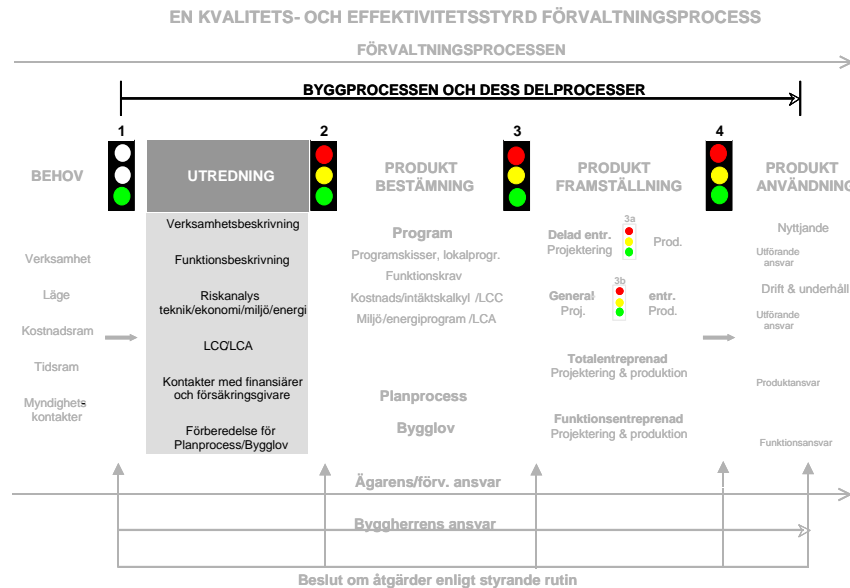 EN KVALITETS- OCH EFFEKTIVITETSSTYRD FÖRVALTNINGSPROCESS
FÖRVALTNINGSPROCESSEN
BYGGPROCESSEN OCH DESS DELPROCESSER
1
2
3
4
BEHOV
UTREDNING
PRODUKT
BESTÄMNING
PRODUKT
FRAMSTÄLLNING
PRODUKT
ANVÄNDNING
Verksamhet
Läge
Kostnadsram
Tidsram
Myndighets
kontakter
Verksamhetsbeskrivning
Funktionsbeskrivning
Riskanalys
teknik/ekonomi/miljö/energi
LCC/LCA
Kontakter med finansiärer
och försäkringsgivare
Förberedelse för
Planprocess/Bygglov
Program
Programskisser, lokalprogr.
Funktionskrav
Kostnads/intäktskalkyl /LCC
Miljö/energiprogram /LCA
Planprocess
Bygglov
3a
Delad entr.
Projektering
Prod.
3b
General- entr.
Proj. Prod.
Totalentreprenad
Projektering & produktion
Funktionsentreprenad
Projektering & produktion
Nyttjande
Utförande
ansvar
Drift & underhåll
Utförande
ansvar
Produktansvar
Funktionsansvar
Ägarens/förv. ansvar
Byggherrens ansvar
Beslut om åtgärder enligt styrande rutin